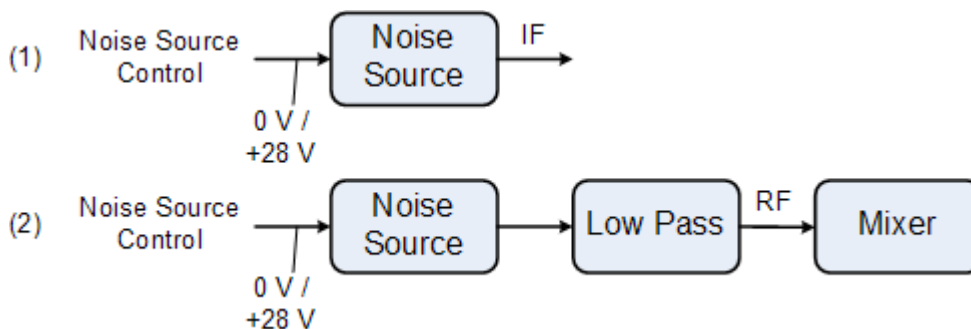 (1)
Noise Source
Control
0 V /
+28 V
Noise
Source
IF
(2)
Noise Source
Control
0 V /
+28 V
Noise
Source
Low Pass
RF
Mixer